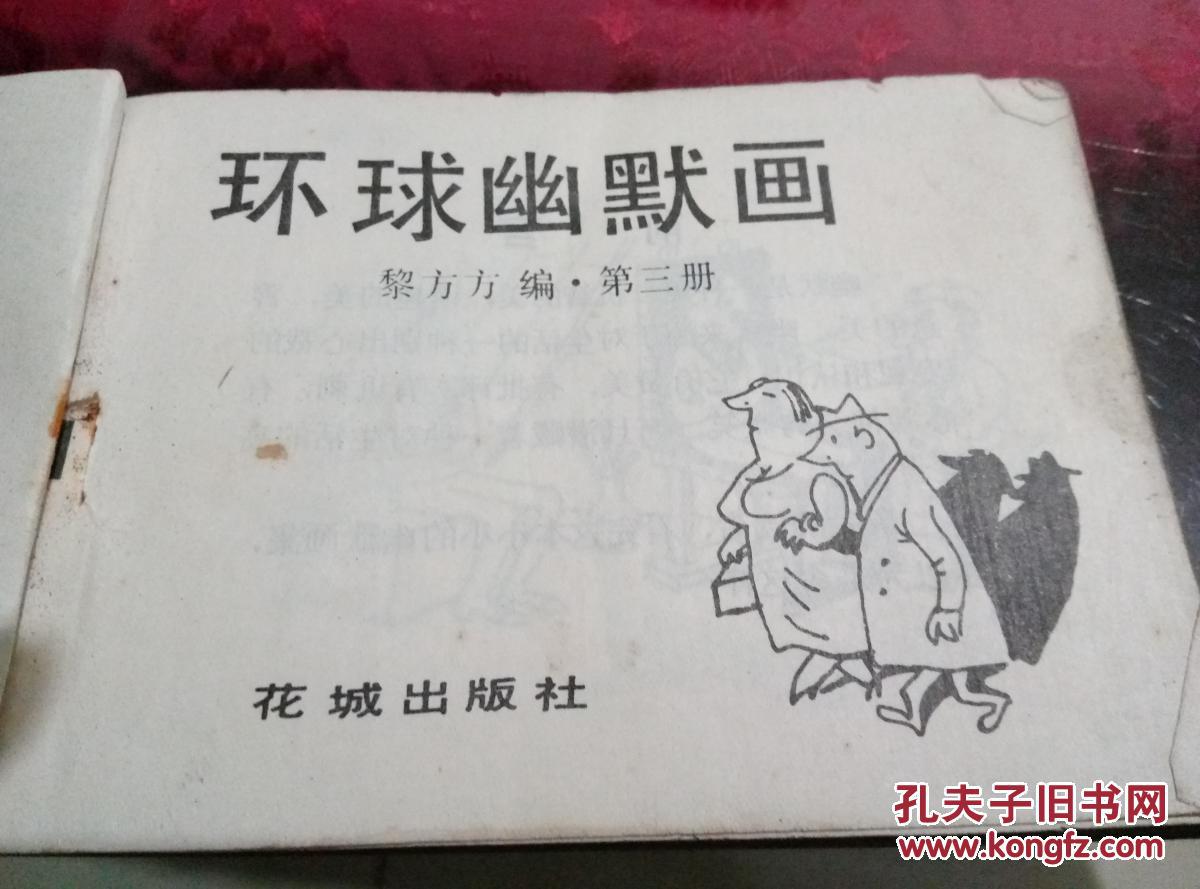 环球幽默画
黎方方 编·第三册
花城出版社
孔夫子旧书网
www.kongfz.com